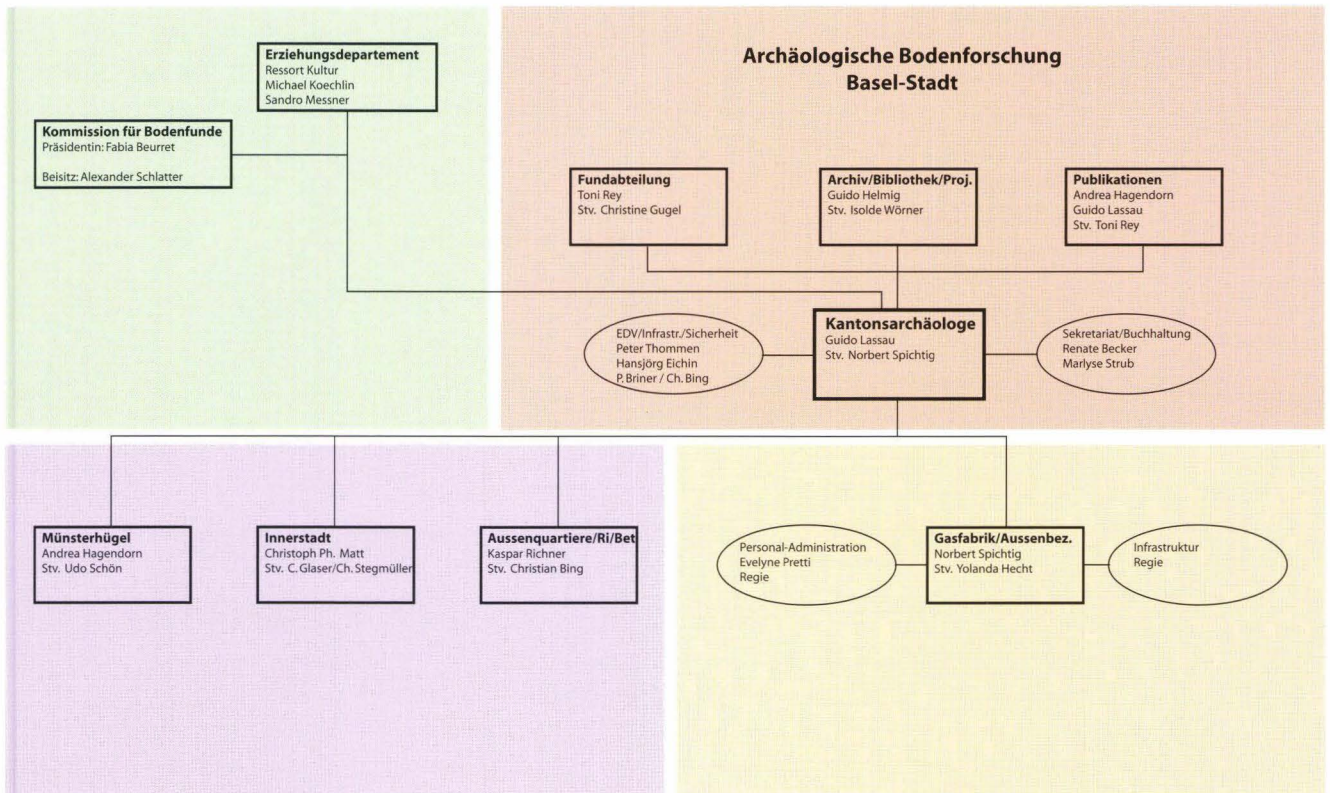 Erziehungsdepartement
Ressort Kultur
Michael Koechlin
Sandro Messner
Kommission für Bodenfunde
Präsidentin: Fabia Beurret
Beisitz: Alexander Schlatter
Archäologische Bodenforschung
Basel-Stadt
Fundabteilung
Toni Rey
Stv. Christine Gugel
Archiv/Bibliothek/Proj.
Guido Helmig
Stv. Isolde Wörner
Publikationen
Andrea Hagendorn
Guido Lassau
Stv. Toni Rey
EDV/Infrastr./Sicherheit
Peter Thommen
Hansjörg Eichin
P. Briner / Ch. Bing
Kantonsarchäologe
Guido Lassau
Stv. Norbert Spichtig
Sekretariat/Buchhaltung
Renate Becker
Marlyse Strub
Münsterhügel
Andrea Hagendorn
Stv. Udo Schön
Innerstadt
Christoph Ph. Matt
Stv. C. Glaser/Ch. Stegmüller
Aussenquartiere/Ri/Bet
Kaspar Richner
Stv. Christian Bing
Personal-Administration
Evelyne Pretti
Regie
Gasfabrik/Aussenbez.
Norbert Spichtig
Stv. Yolanda Hecht
Infrastruktur
Regie